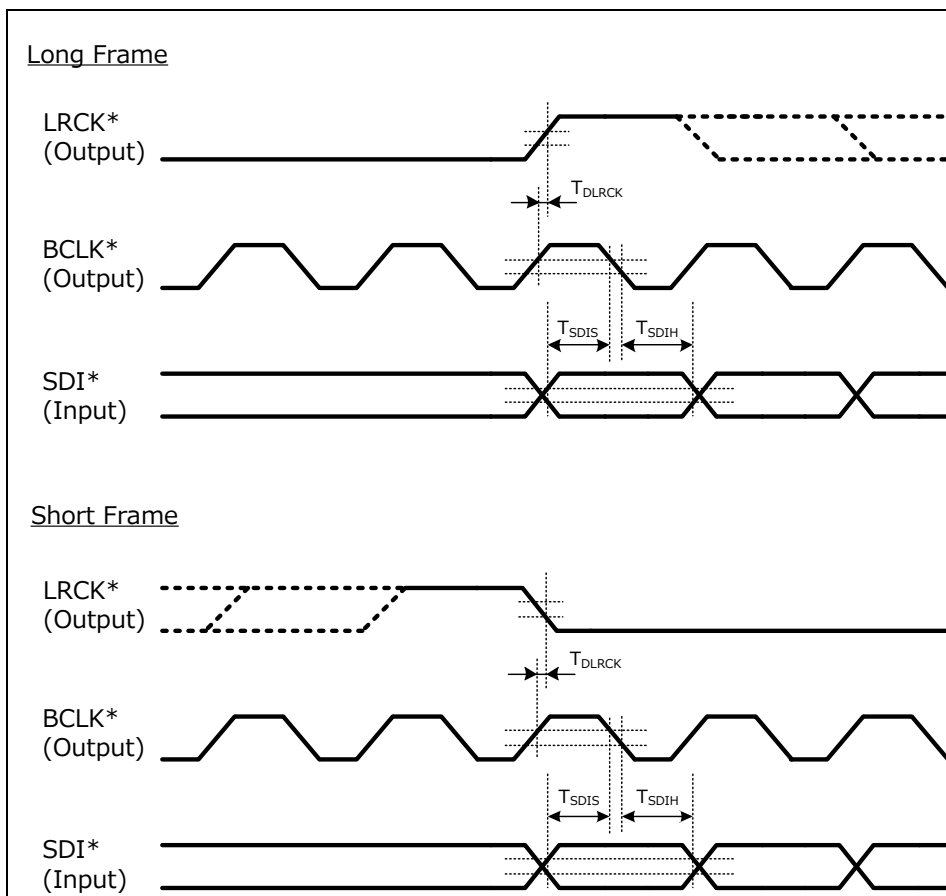 Long Frame
LRCK*
(Output)
TDLRCK
BCLK*
(Output)
TSDIS TSDIH
SDI*
(Input)
Short Frame
LRCK*
(Output)
TDLRCK
BCLK*
(Output)
TSDIS TSDIH
SDI*
(Input)